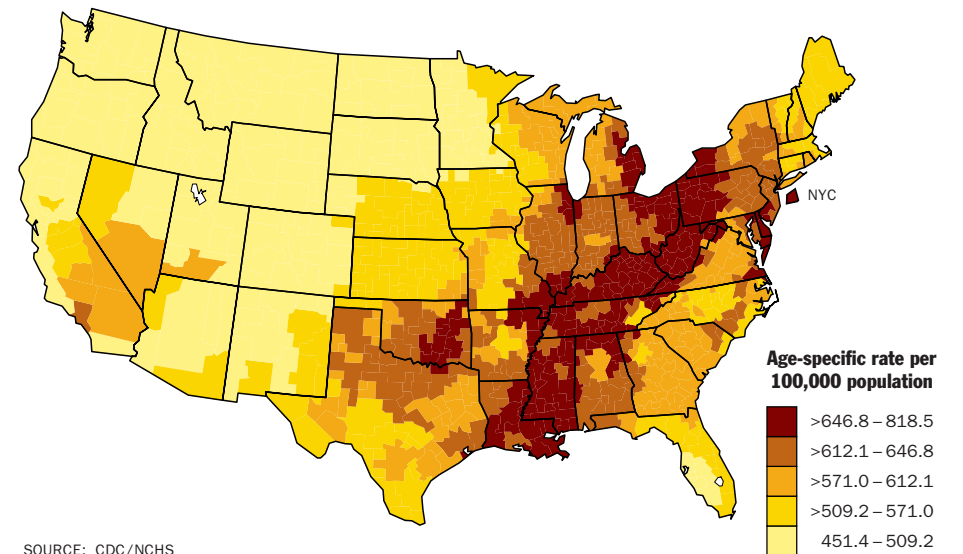 NYC
Age-specific rate per
100,000 population
>646.8 – 818.5
>612.1 – 646.8
>571.0 – 612.1
>509.2 – 571.0
451.4 – 509.2
SOURCE: CDC/NCHS